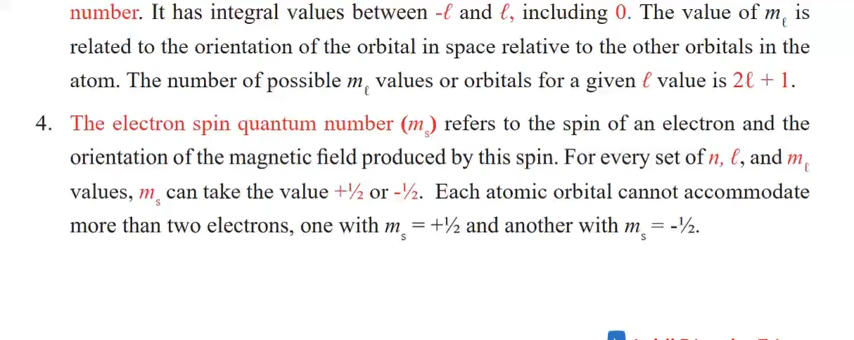 number. It has integral values between -ℓ and ℓ, including 0. The value of mℓ is
related to the orientation of the orbital in space relative to the other orbitals in the
atom. The number of possible mℓ values or orbitals for a given ℓ value is 2ℓ + 1.
4. The electron spin quantum number (ms) refers to the spin of an electron and the
orientation of the magnetic field produced by this spin. For every set of n, ℓ, and mℓ
values, ms can take the value +½ or -½. Each atomic orbital cannot accommodate
more than two electrons, one with ms = +½ and another with ms = -½.